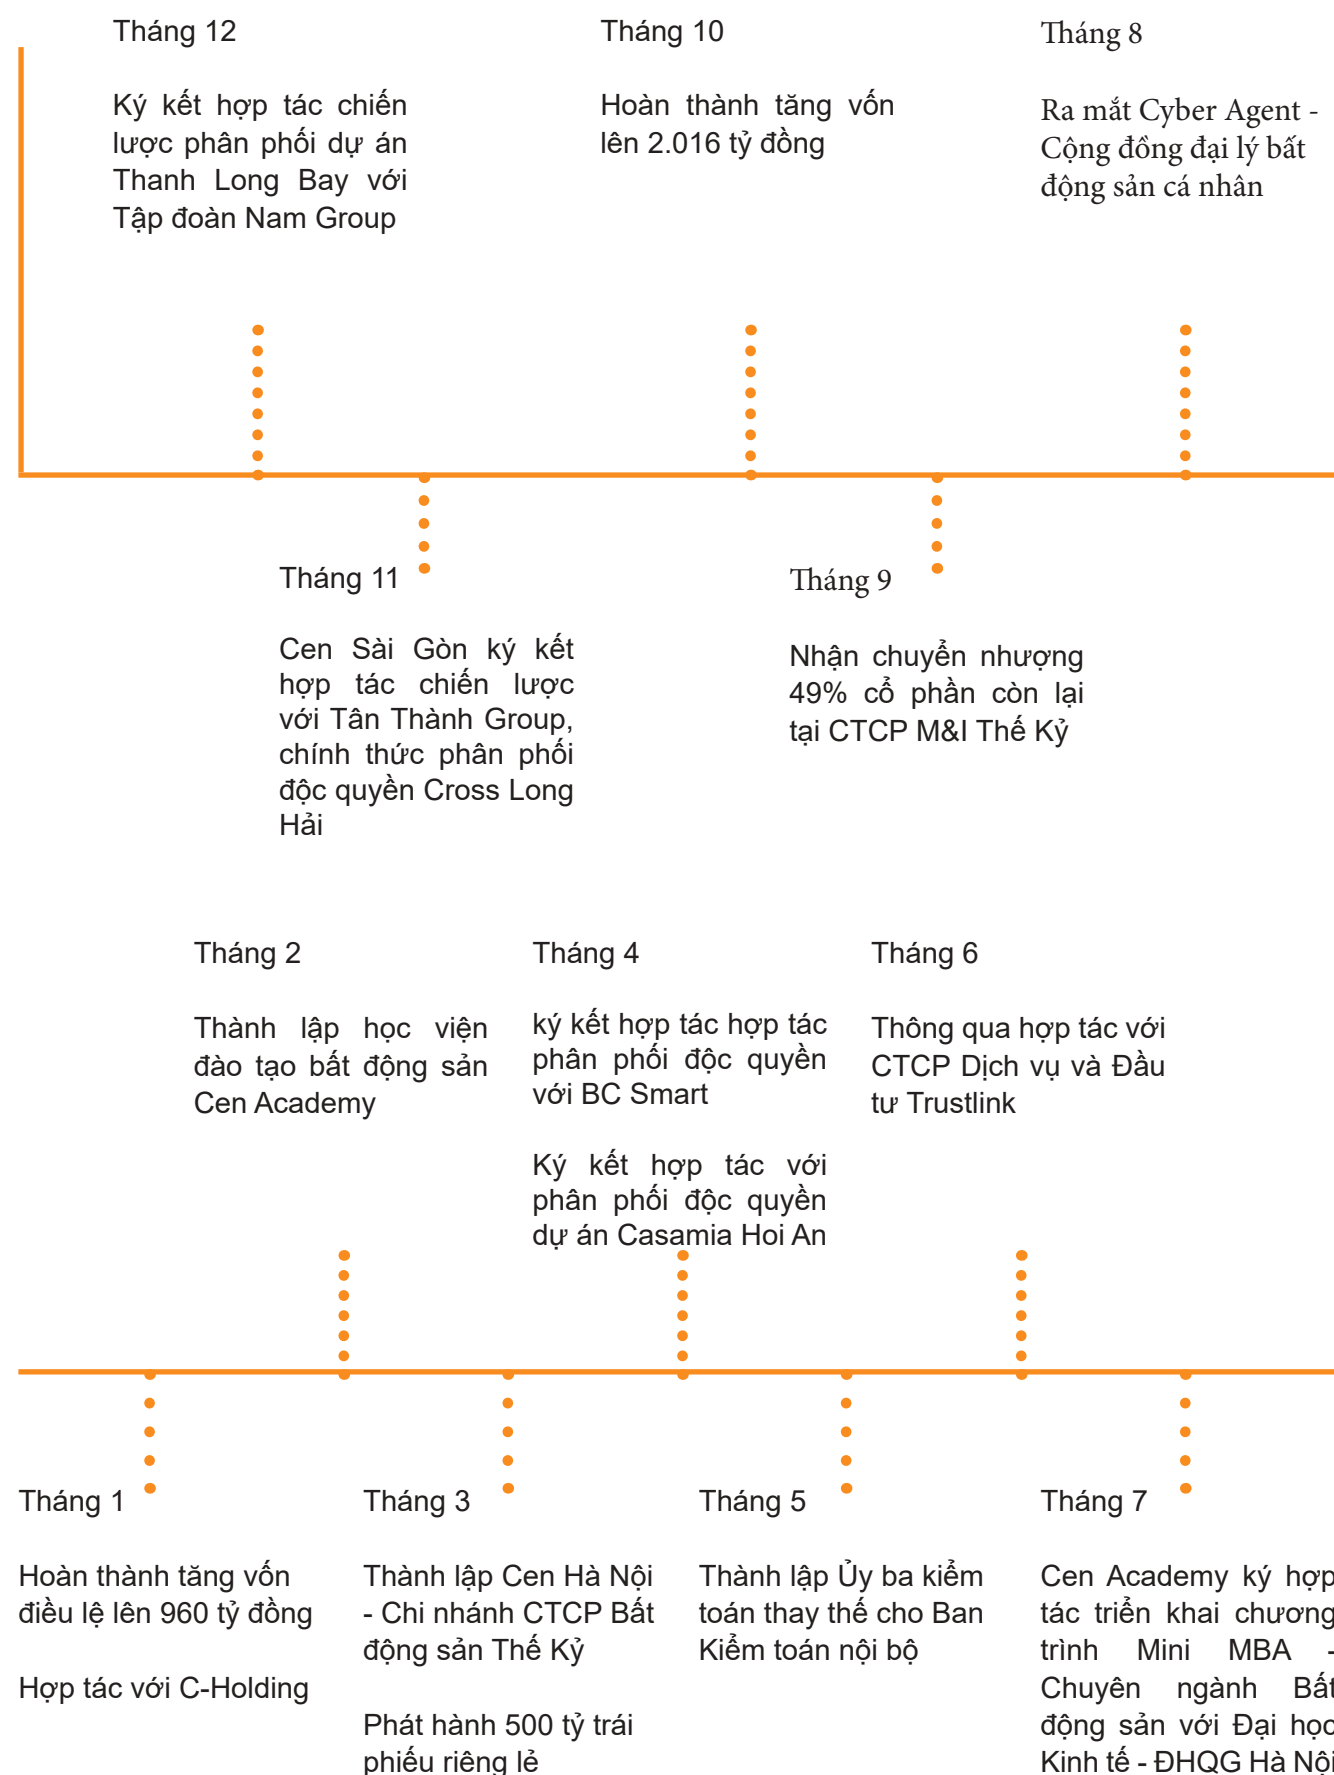 Tháng 12
Ký kết hợp tác chiến
lược phân phối dự án
Thanh Long Bay với
Tập đoàn Nam Group
Tháng 10
Hoàn thành tăng vốn
lên 2.016 tỷ đồng
Tháng 8
Ra mắt Cyber Agent -
Cộng đồng đại lý bất
động sản cá nhân
Tháng 11
Cen Sài Gòn ký kết
hợp tác chiến lược
với Tân Thành Group,
chính thức phân phối
độc quyền Cross Long
Hải
Tháng 9
Nhận chuyển nhượng
49% cổ phần còn lại
tại CTCP M&I Thế Kỷ
Tháng 2
Thành lập học viện
đào tạo bất động sản
Cen Academy
Tháng 4
ký kết hợp tác hợp tác
phân phối độc quyền
với BC Smart
Ký kết hợp tác với
phân phối độc quyền
dự án Casamia Hoi An
Tháng 6
Thông qua hợp tác với
CTCP Dịch vụ và Đầu
tư Trustlink
Tháng 1
Hoàn thành tăng vốn
điều lệ lên 960 tỷ đồng
Hợp tác với C-Holding
Tháng 3
Thành lập Cen Hà Nội
- Chi nhánh CTCP Bất
động sản Thế Kỷ
Phát hành 500 tỷ trái
phiếu riêng lẻ
Tháng 5
Thành lập Ủy ba kiểm
toán thay thế cho Ban
Kiểm toán nội bộ
Tháng 7
Cen Academy ký hợp
tác triển khai chương
trình Mini MBA -
Chuyên ngành Bất
động sản với Đại học
Kinh tế - ĐHQG Hà Nội